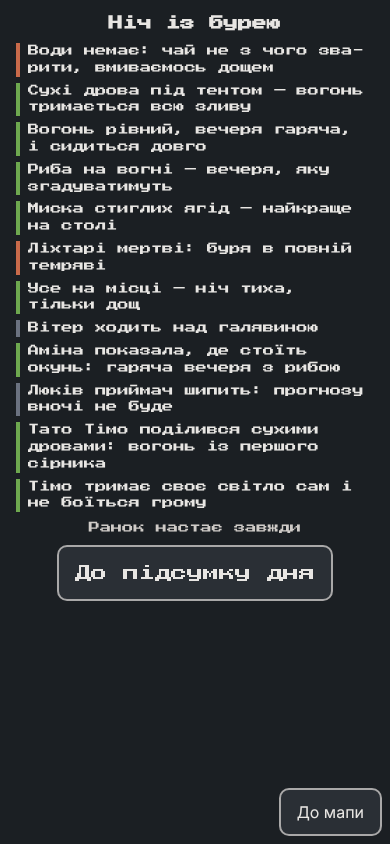 Ніч із бурею
Води немає: чай не з чого зва-
рити, вмиваємось дощем
Сухі дрова під тентом — вогонь
тримається всю зливу
Вогонь рівний, вечеря гаряча,
і сидиться довго
Риба на вогні — вечеря, яку
згадуватимуть
Миска стиглих ягід — найкраще
на столі
Ліхтарі мертві: буря в повній
темряві
Усе на місці — ніч тиха,
тільки дощ
Вітер ходить над галявиною
Аміна показала, де стоїть
окунь: гаряча вечеря з рибою
Люків приймач шипить: прогнозу
вночі не буде
Тато Тімо поділився сухими
дровами: вогонь із першого
сірника
Тімо тримає своє світло сам і
не боїться грому
Ранок настає завжди
До підсумку дня
До мапи